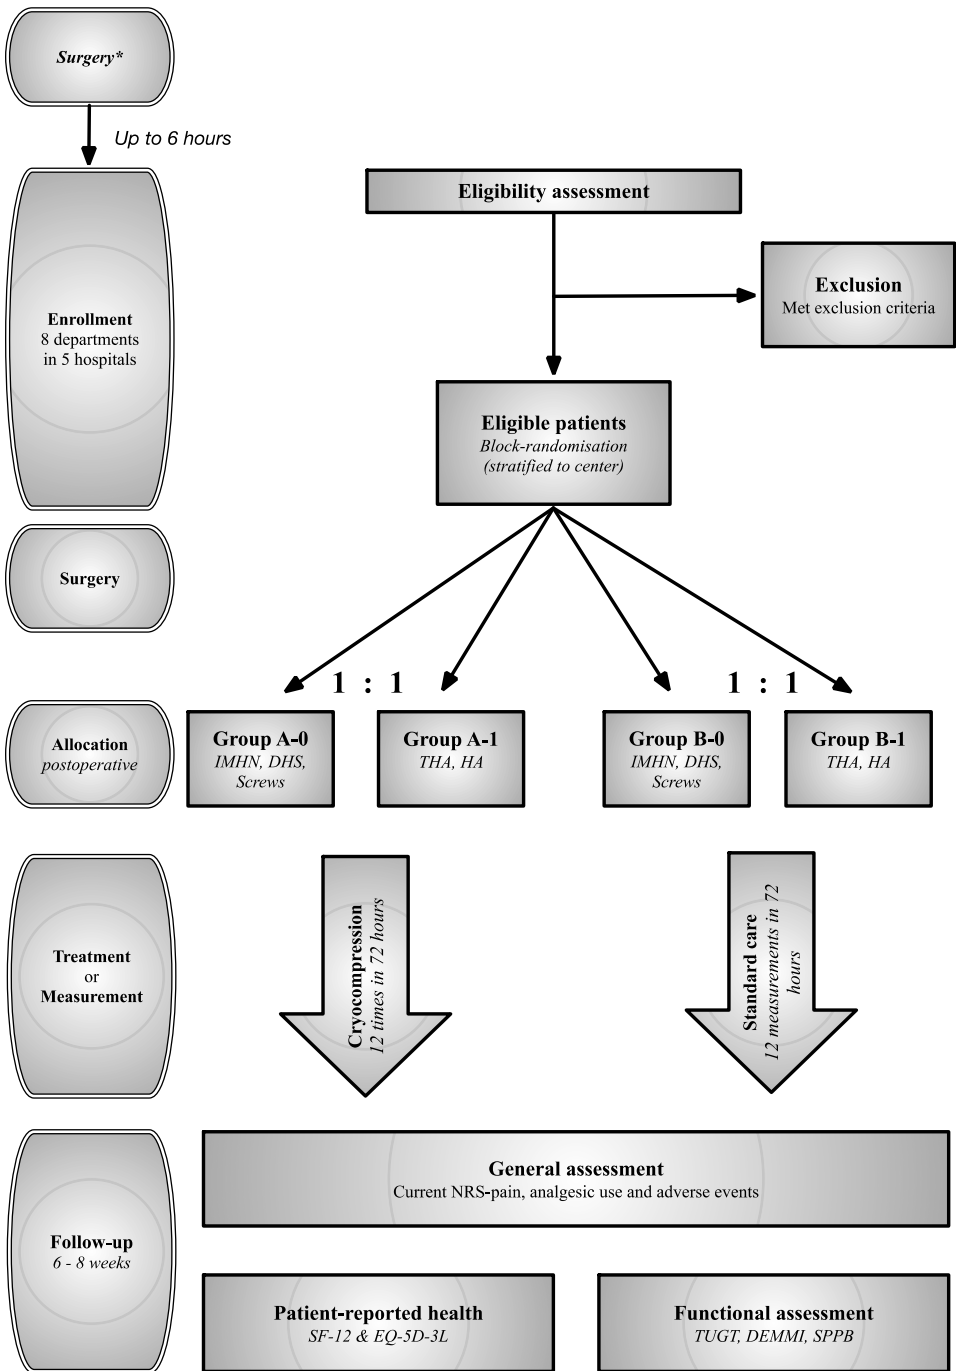 Surgery*
Up to 6 hours
Eligibility assessment
Exclusion
Met exclusion criteria
Enrollment
8 departments
in 5 hospitals
Eligible patients
Block-randomisation
(stratified to center)
Surgery
1 : 1
1 : 1
Allocation
postoperative
Group A-0
IMHN, DHS,
Screws
Group A-1
THA, HA
Group B-0
IMHN, DHS,
Screws
Group B-1
THA, HA
Treatment
or
Measurement
Cryocompression
12 times in 72 hours
Standard care
12 measurements in 72
hours
General assessment
Current NRS-pain, analgesic use and adverse events
Follow-up
6 - 8 weeks
Patient-reported health
SF-12 & EQ-5D-3L
Functional assessment
TUGT, DEMMI, SPPB